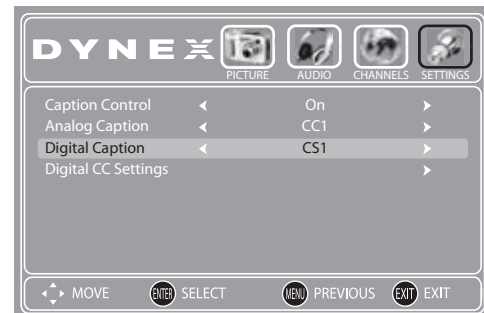 DYNEX
PICTURE AUDIO CHANNELS SETTINGS
Caption Control On
Analog Caption CC1
Digital Caption CS1
Digital CC Settings
MOVE ENTER SELECT MENU PREVIOUS EXIT EXIT